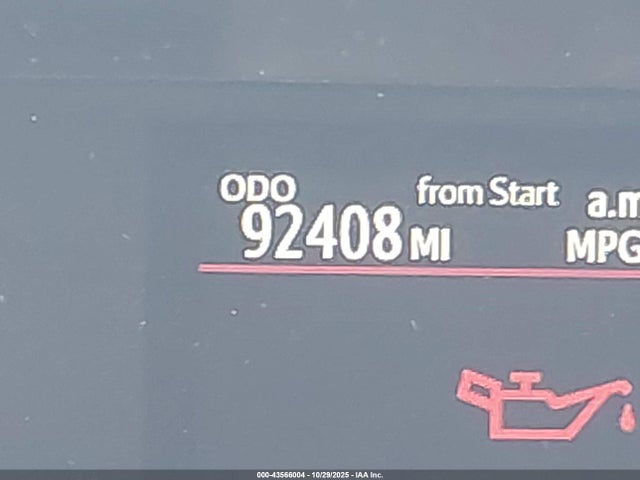 ODO from Start a.m
92408 MI MPG
000-43566004 - 10/29/2025 - IAA Inc.